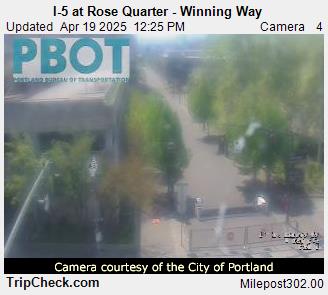 I-5 at Rose Quarter - Winning Way
Updated Apr 19 2025 12:25 PM Camera 4
PBOT
PORTLAND BUREAU OF TRANSPORTATION
Camera courtesy of the City of Portland
TripCheck.com Milepost302.00